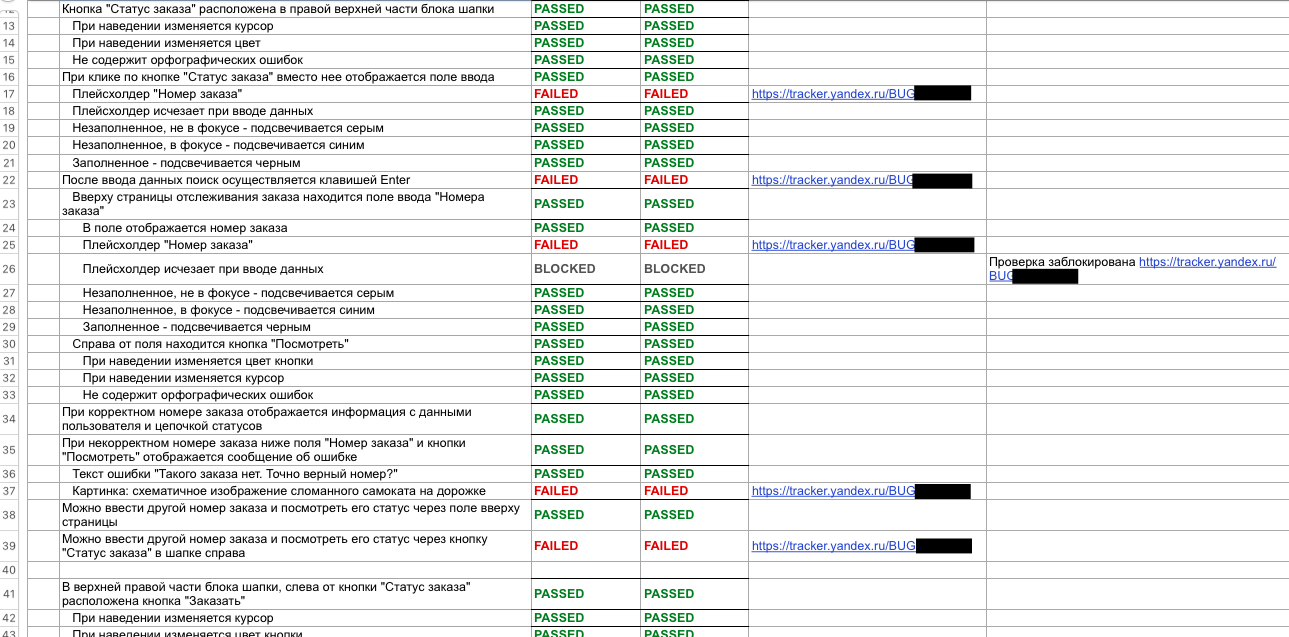 12 Кнопка "Статус заказа" расположена в правой верхней части блока шапки PASSED PASSED
13 При наведении изменяется курсор PASSED PASSED
14 При наведении изменяется цвет PASSED PASSED
15 Не содержит орфографических ошибок PASSED PASSED
16 При клике по кнопке "Статус заказа" вместо нее отображается поле ввода PASSED PASSED
17 Плейсхолдер "Номер заказа" FAILED FAILED https://tracker.yandex.ru/BUG
18 Плейсхолдер исчезает при вводе данных PASSED PASSED
19 Незаполненное, не в фокусе - подсвечивается серым PASSED PASSED
20 Незаполненное, в фокусе - подсвечивается синим PASSED PASSED
21 Заполненное - подсвечивается черным PASSED PASSED
22 После ввода данных поиск осуществляется клавишей Enter FAILED FAILED https://tracker.yandex.ru/BUG
23 Вверху страницы отслеживания заказа находится поле ввода "Номера
заказа" PASSED PASSED
24 В поле отображается номер заказа PASSED PASSED
25 Плейсхолдер "Номер заказа" FAILED FAILED https://tracker.yandex.ru/BUG
26 Плейсхолдер исчезает при вводе данных BLOCKED BLOCKED Проверка заблокирована https://tracker.yandex.ru/
BUG
27 Незаполненное, не в фокусе - подсвечивается серым PASSED PASSED
28 Незаполненное, в фокусе - подсвечивается синим PASSED PASSED
29 Заполненное - подсвечивается черным PASSED PASSED
30 Справа от поля находится кнопка "Посмотреть" PASSED PASSED
31 При наведении изменяется цвет кнопки PASSED PASSED
32 При наведении изменяется курсор PASSED PASSED
33 Не содержит орфографических ошибок PASSED PASSED
34 При корректном номере заказа отображается информация с данными
пользователя и цепочкой статусов PASSED PASSED
35 При некорректном номере заказа ниже поля "Номер заказа" и кнопки
"Посмотреть" отображается сообщение об ошибке PASSED PASSED
36 Текст ошибки "Такого заказа нет. Точно верный номер?" PASSED PASSED
37 Картинка: схематичное изображение сломанного самоката на дорожке FAILED FAILED https://tracker.yandex.ru/BUG
38 Можно ввести другой номер заказа и посмотреть его статус через поле вверху
страницы PASSED PASSED
39 Можно ввести другой номер заказа и посмотреть его статус через кнопку
"Статус заказа" в шапке справа FAILED FAILED https://tracker.yandex.ru/BUG
40
41 В верхней правой части блока шапки, слева от кнопки "Статус заказа"
расположена кнопка "Заказать" PASSED PASSED
42 При наведении изменяется курсор PASSED PASSED
43 При наведении изменяется цвет кнопки PASSED PASSED